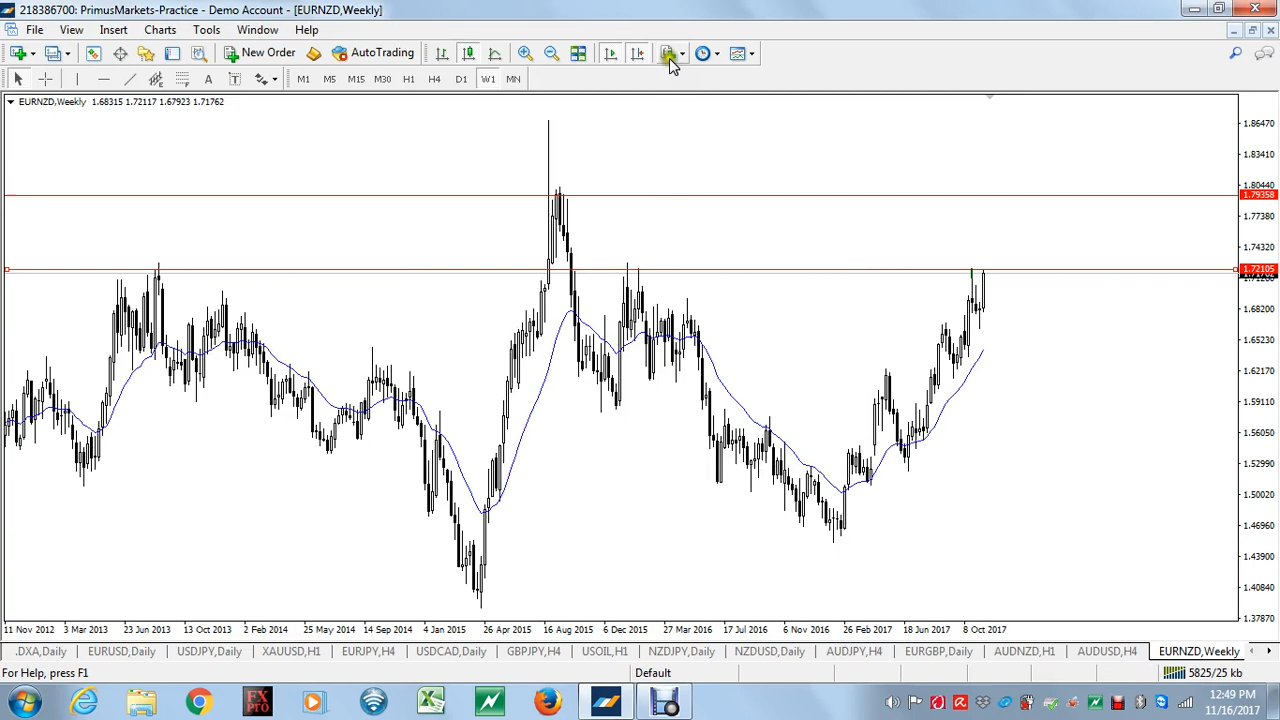 218386700: PrimusMarkets-Practice - Demo Account - [EURNZD,Weekly]
File View Insert Charts Tools Window Help
New Order AutoTrading
A T M1 M5 M15 M30 H1 H4 D1 W1 MN
EURNZD,Weekly 1.68315 1.72117 1.67923 1.71762
1.86470
1.83410
1.80440
1.79358
1.77380
1.74320
1.72105
1.68200
1.65230
1.62170
1.59110
1.56050
1.52990
1.50020
1.46960
1.43900
1.40840
1.37870
11 Nov 2012 3 Mar 2013 23 Jun 2013 13 Oct 2013 2 Feb 2014 25 May 2014 14 Sep 2014 4 Jan 2015 26 Apr 2015 16 Aug 2015 6 Dec 2015 27 Mar 2016 17 Jul 2016 6 Nov 2016 26 Feb 2017 18 Jun 2017 8 Oct 2017
.DXA,Daily EURUSD,Daily USDJPY,Daily XAUUSD,H1 EURJPY,H4 USDCAD,Daily GBPJPY,H4 USOIL,H1 NZDJPY,Daily NZDUSD,Daily AUDJPY,H4 EURGBP,Daily AUDNZD,H1 AUDUSD,H4 EURNZD,Weekly
For Help, press F1 Default 5825/25 kb
FX Pro
12:49 PM
11/16/2017